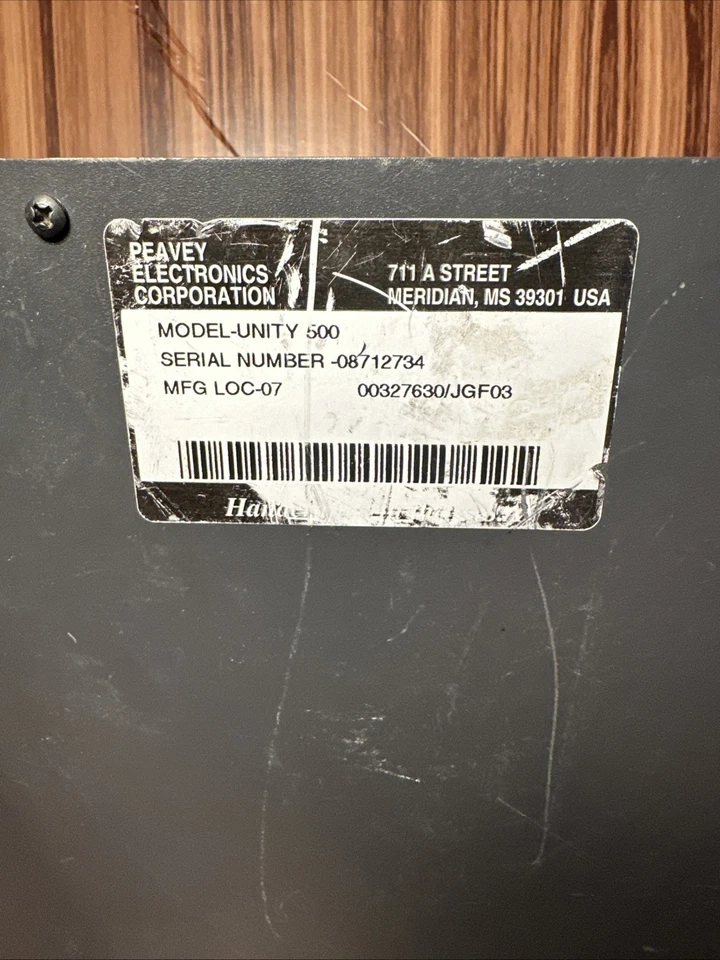 PEAVEY
ELECTRONICS
CORPORATION
711 A STREET
MERIDIAN, MS 39301 USA
MODEL-UNITY 500
SERIAL NUMBER -08712734
MFG LOC-07 00327630/JGF03